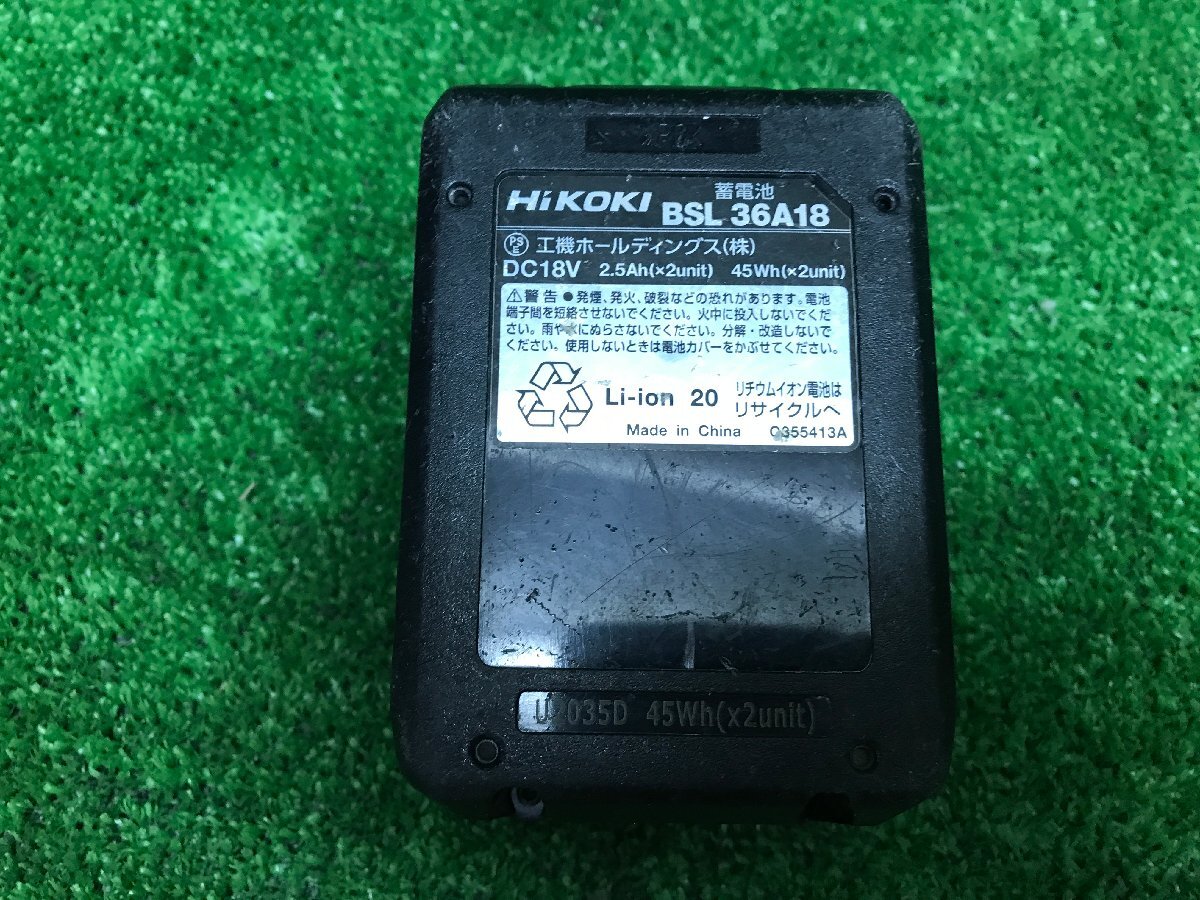 HiKOKI 蓄電池
BSL 36A18
PSE 工機ホールディングス(株)
DC18V 2.5Ah(×2unit) 45Wh(×2unit)
⚠警告 ●発煙、発火、破裂などの恐れがあります。電池
端子間を短絡させないでください。火中に投入しないでくだ
さい。雨や水にぬらさないでください。分解・改造しないで
ください。使用しないときは電池カバーをかぶせてください。
Li-ion 20 リチウムイオン電池は
リサイクルへ
Made in China C355413A
035D 45Wh(x2unit)